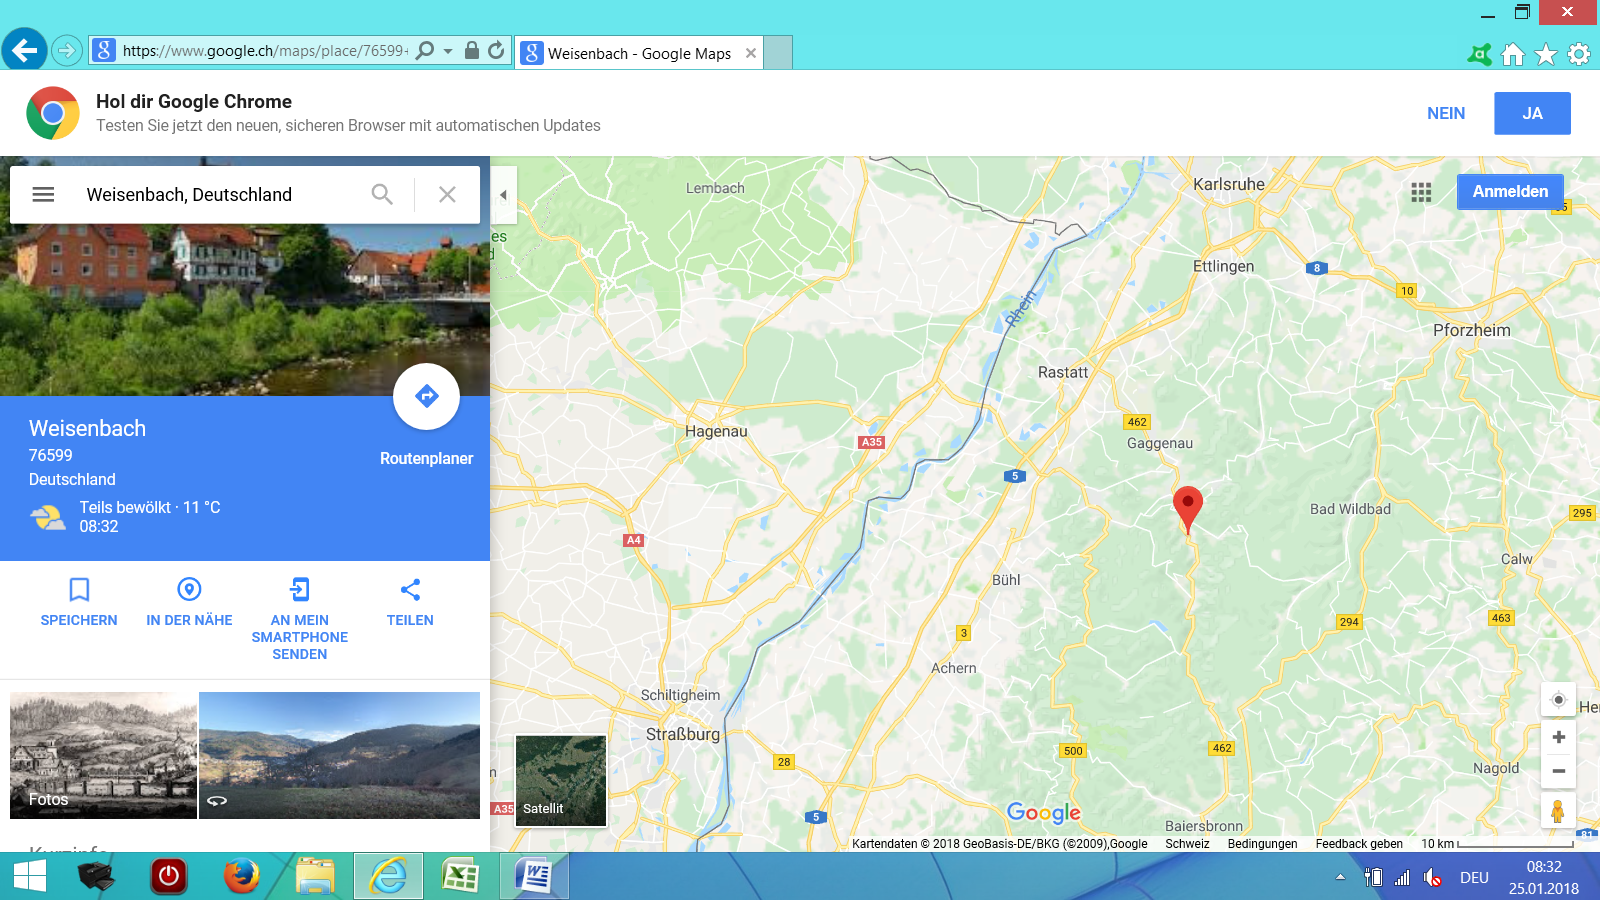 https://www.google.ch/maps/place/76599+
Weisenbach - Google Maps
Hol dir Google Chrome
Testen Sie jetzt den neuen, sicheren Browser mit automatischen Updates
NEIN
JA
Weisenbach, Deutschland
Weisenbach
76599
Deutschland
Routenplaner
Teils bewölkt · 11 °C
08:32
SPEICHERN
IN DER NÄHE
AN MEIN
SMARTPHONE
SENDEN
TEILEN
Fotos
Kurzinfo
Lembach
Karlsruhe
Anmelden
es
Ettlingen
8
10
Rhein
Pforzheim
Rastatt
462
Hagenau
A35
Gaggenau
5
Bad Wildbad
295
A4
Calw
Bühl
294
463
3
Achern
Schiltigheim
Straßburg
500
462
28
Nagold
Satellit
A35
5
Google
Baiersbronn
81
Kartendaten © 2018 GeoBasis-DE/BKG (©2009),Google
Schweiz
Bedingungen
Feedback geben
10 km
DEU
08:32
25.01.2018